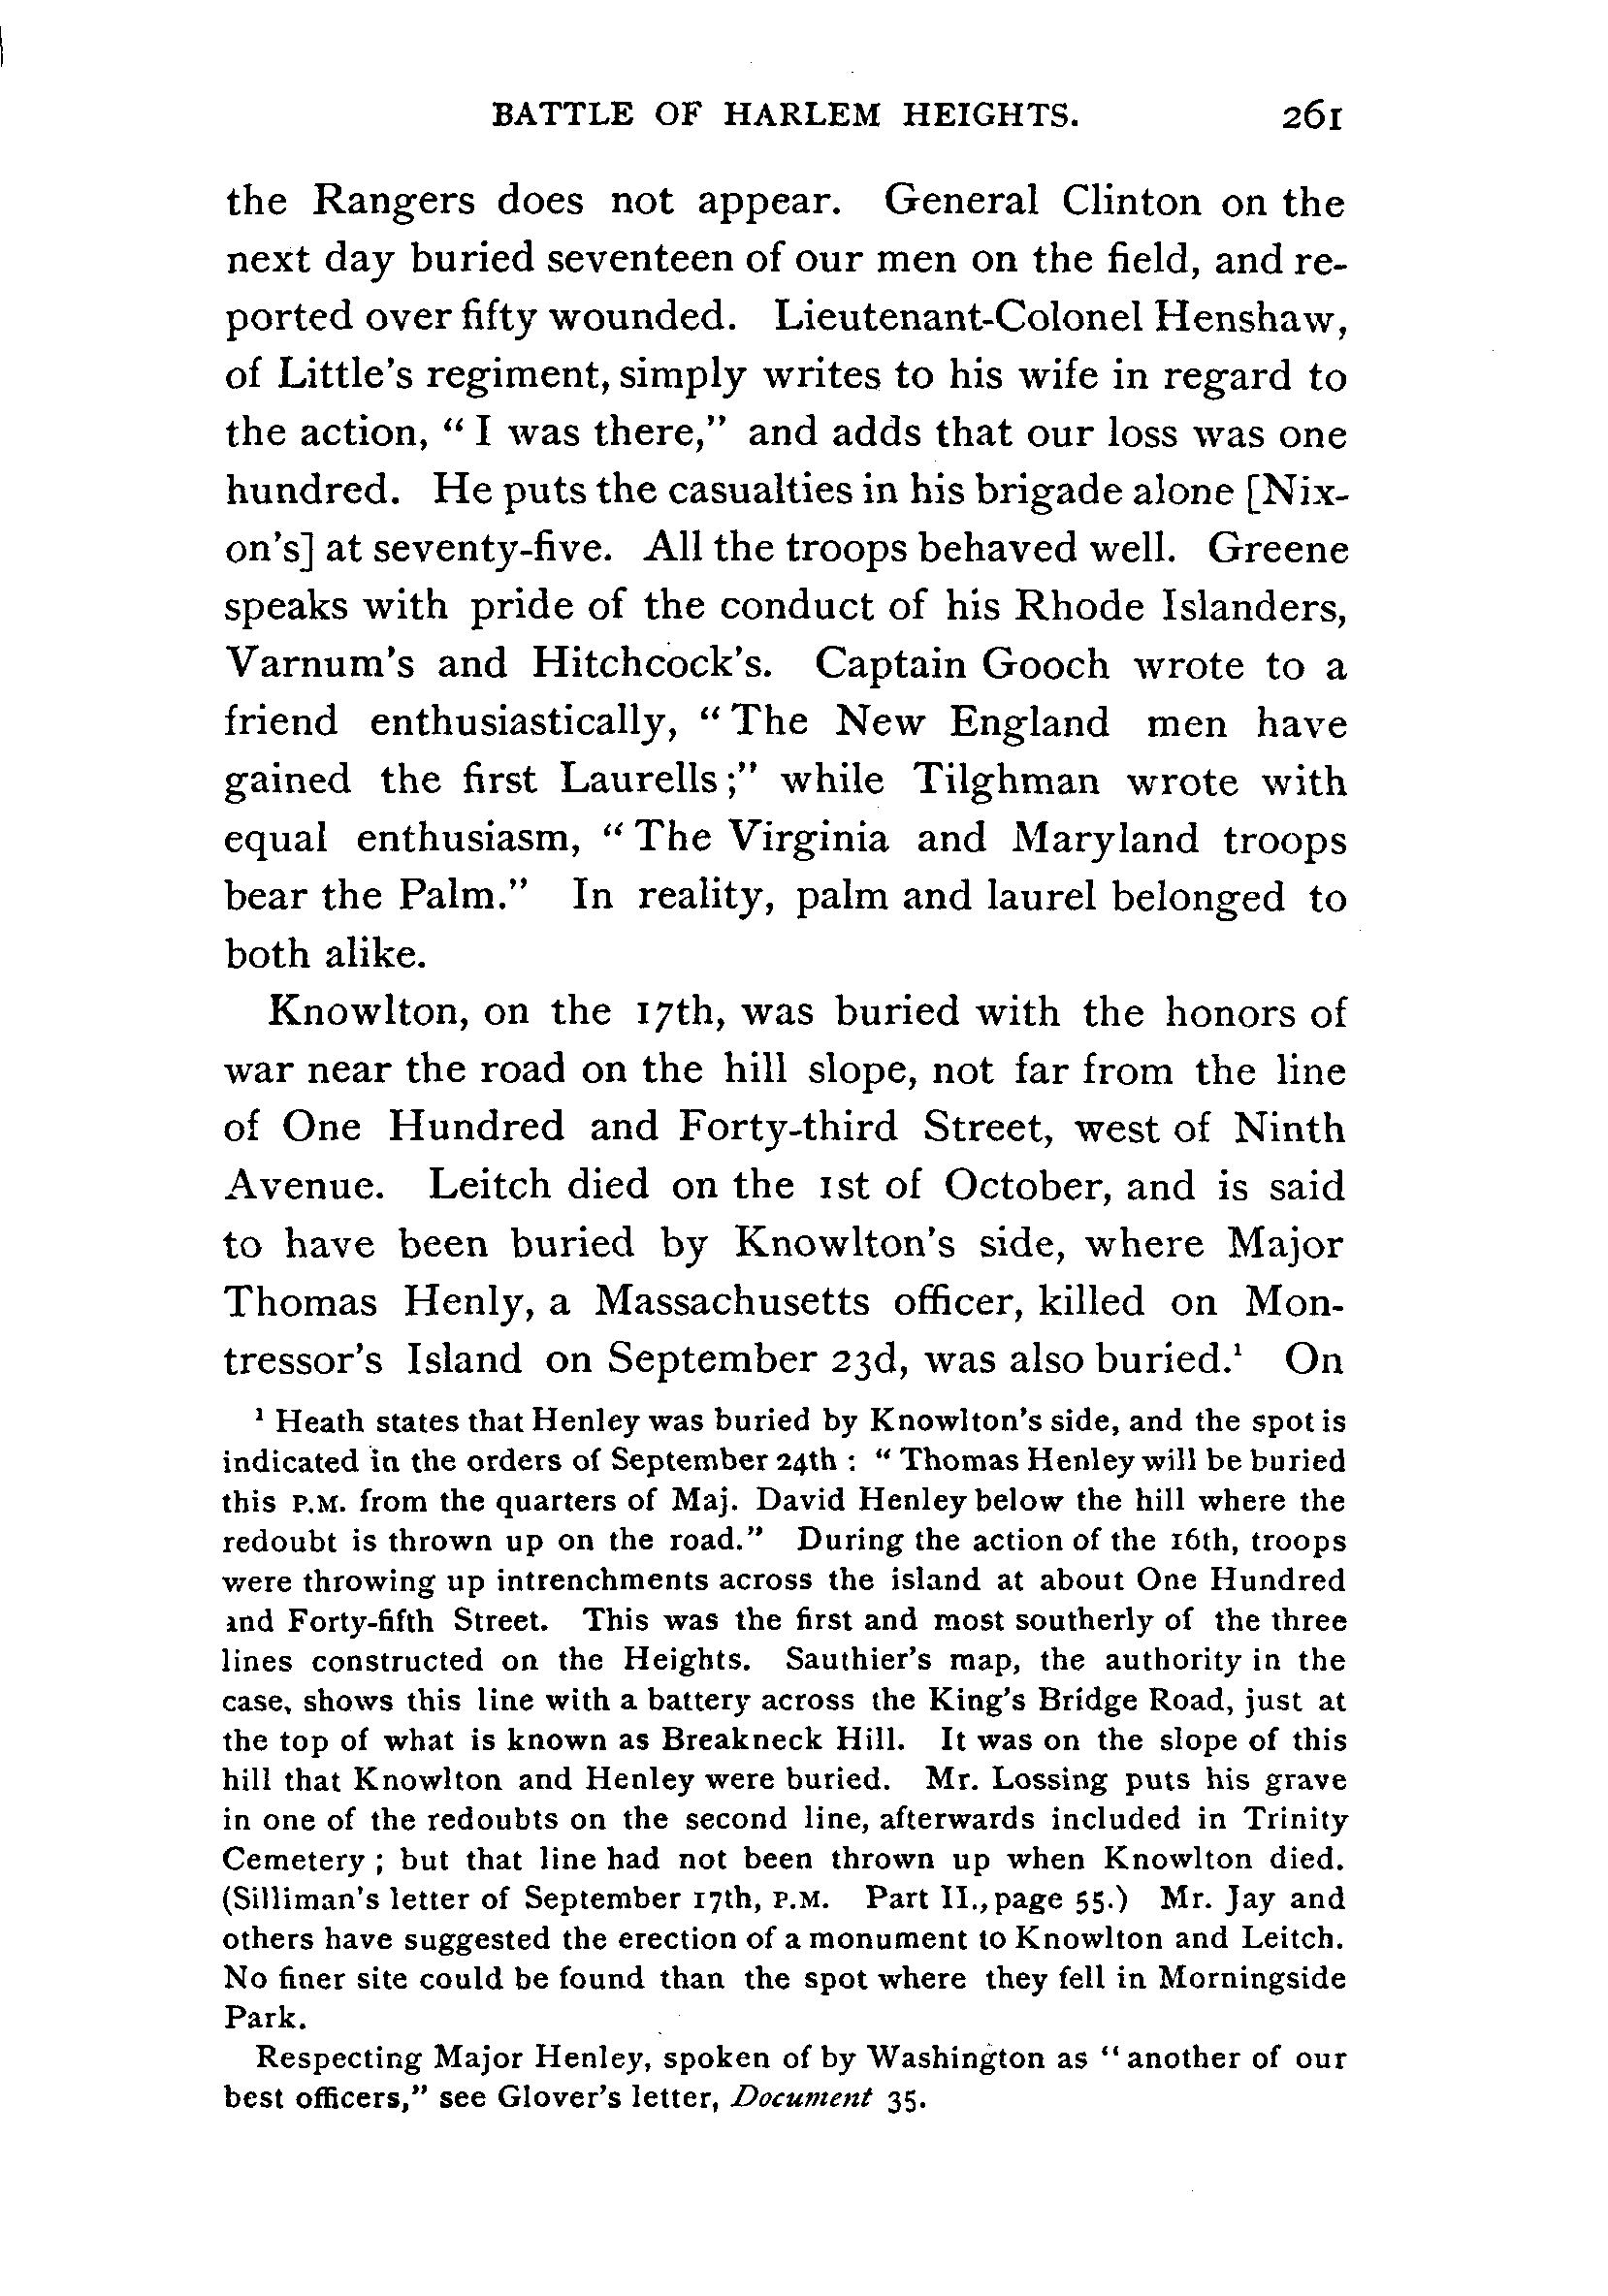 BATTLE OF HARLEM HEIGHTS. 261
the Rangers does not appear. General Clinton on the
next day buried seventeen of our men on the field, and re-
ported over fifty wounded. Lieutenant-Colonel Henshaw,
of Little's regiment, simply writes to his wife in regard to
the action, “ I was there,” and adds that our loss was one
hundred. He puts the casualties in his brigade alone [Nix-
on's] at seventy-five. All the troops behaved well. Greene
speaks with pride of the conduct of his Rhode Islanders,
Varnum's and Hitchcock's. Captain Gooch wrote to a
friend enthusiastically, “ The New England men have
gained the first Laurells ;” while Tilghman wrote with
equal enthusiasm, “ The Virginia and Maryland troops
bear the Palm.” In reality, palm and laurel belonged to
both alike.
Knowlton, on the 17th, was buried with the honors of
war near the road on the hill slope, not far from the line
of One Hundred and Forty-third Street, west of Ninth
Avenue. Leitch died on the 1st of October, and is said
to have been buried by Knowlton's side, where Major
Thomas Henly, a Massachusetts officer, killed on Mon-
tressor's Island on September 23d, was also buried.¹ On
¹ Heath states that Henley was buried by Knowlton's side, and the spot is
indicated in the orders of September 24th : “ Thomas Henley will be buried
this P.M. from the quarters of Maj. David Henley below the hill where the
redoubt is thrown up on the road.” During the action of the 16th, troops
were throwing up intrenchments across the island at about One Hundred
and Forty-fifth Street. This was the first and most southerly of the three
lines constructed on the Heights. Sauthier's map, the authority in the
case, shows this line with a battery across the King's Bridge Road, just at
the top of what is known as Breakneck Hill. It was on the slope of this
hill that Knowlton and Henley were buried. Mr. Lossing puts his grave
in one of the redoubts on the second line, afterwards included in Trinity
Cemetery ; but that line had not been thrown up when Knowlton died.
(Silliman's letter of September 17th, P.M. Part II., page 55.) Mr. Jay and
others have suggested the erection of a monument to Knowlton and Leitch.
No finer site could be found than the spot where they fell in Morningside
Park.
Respecting Major Henley, spoken of by Washington as “ another of our
best officers,” see Glover's letter, Document 35.